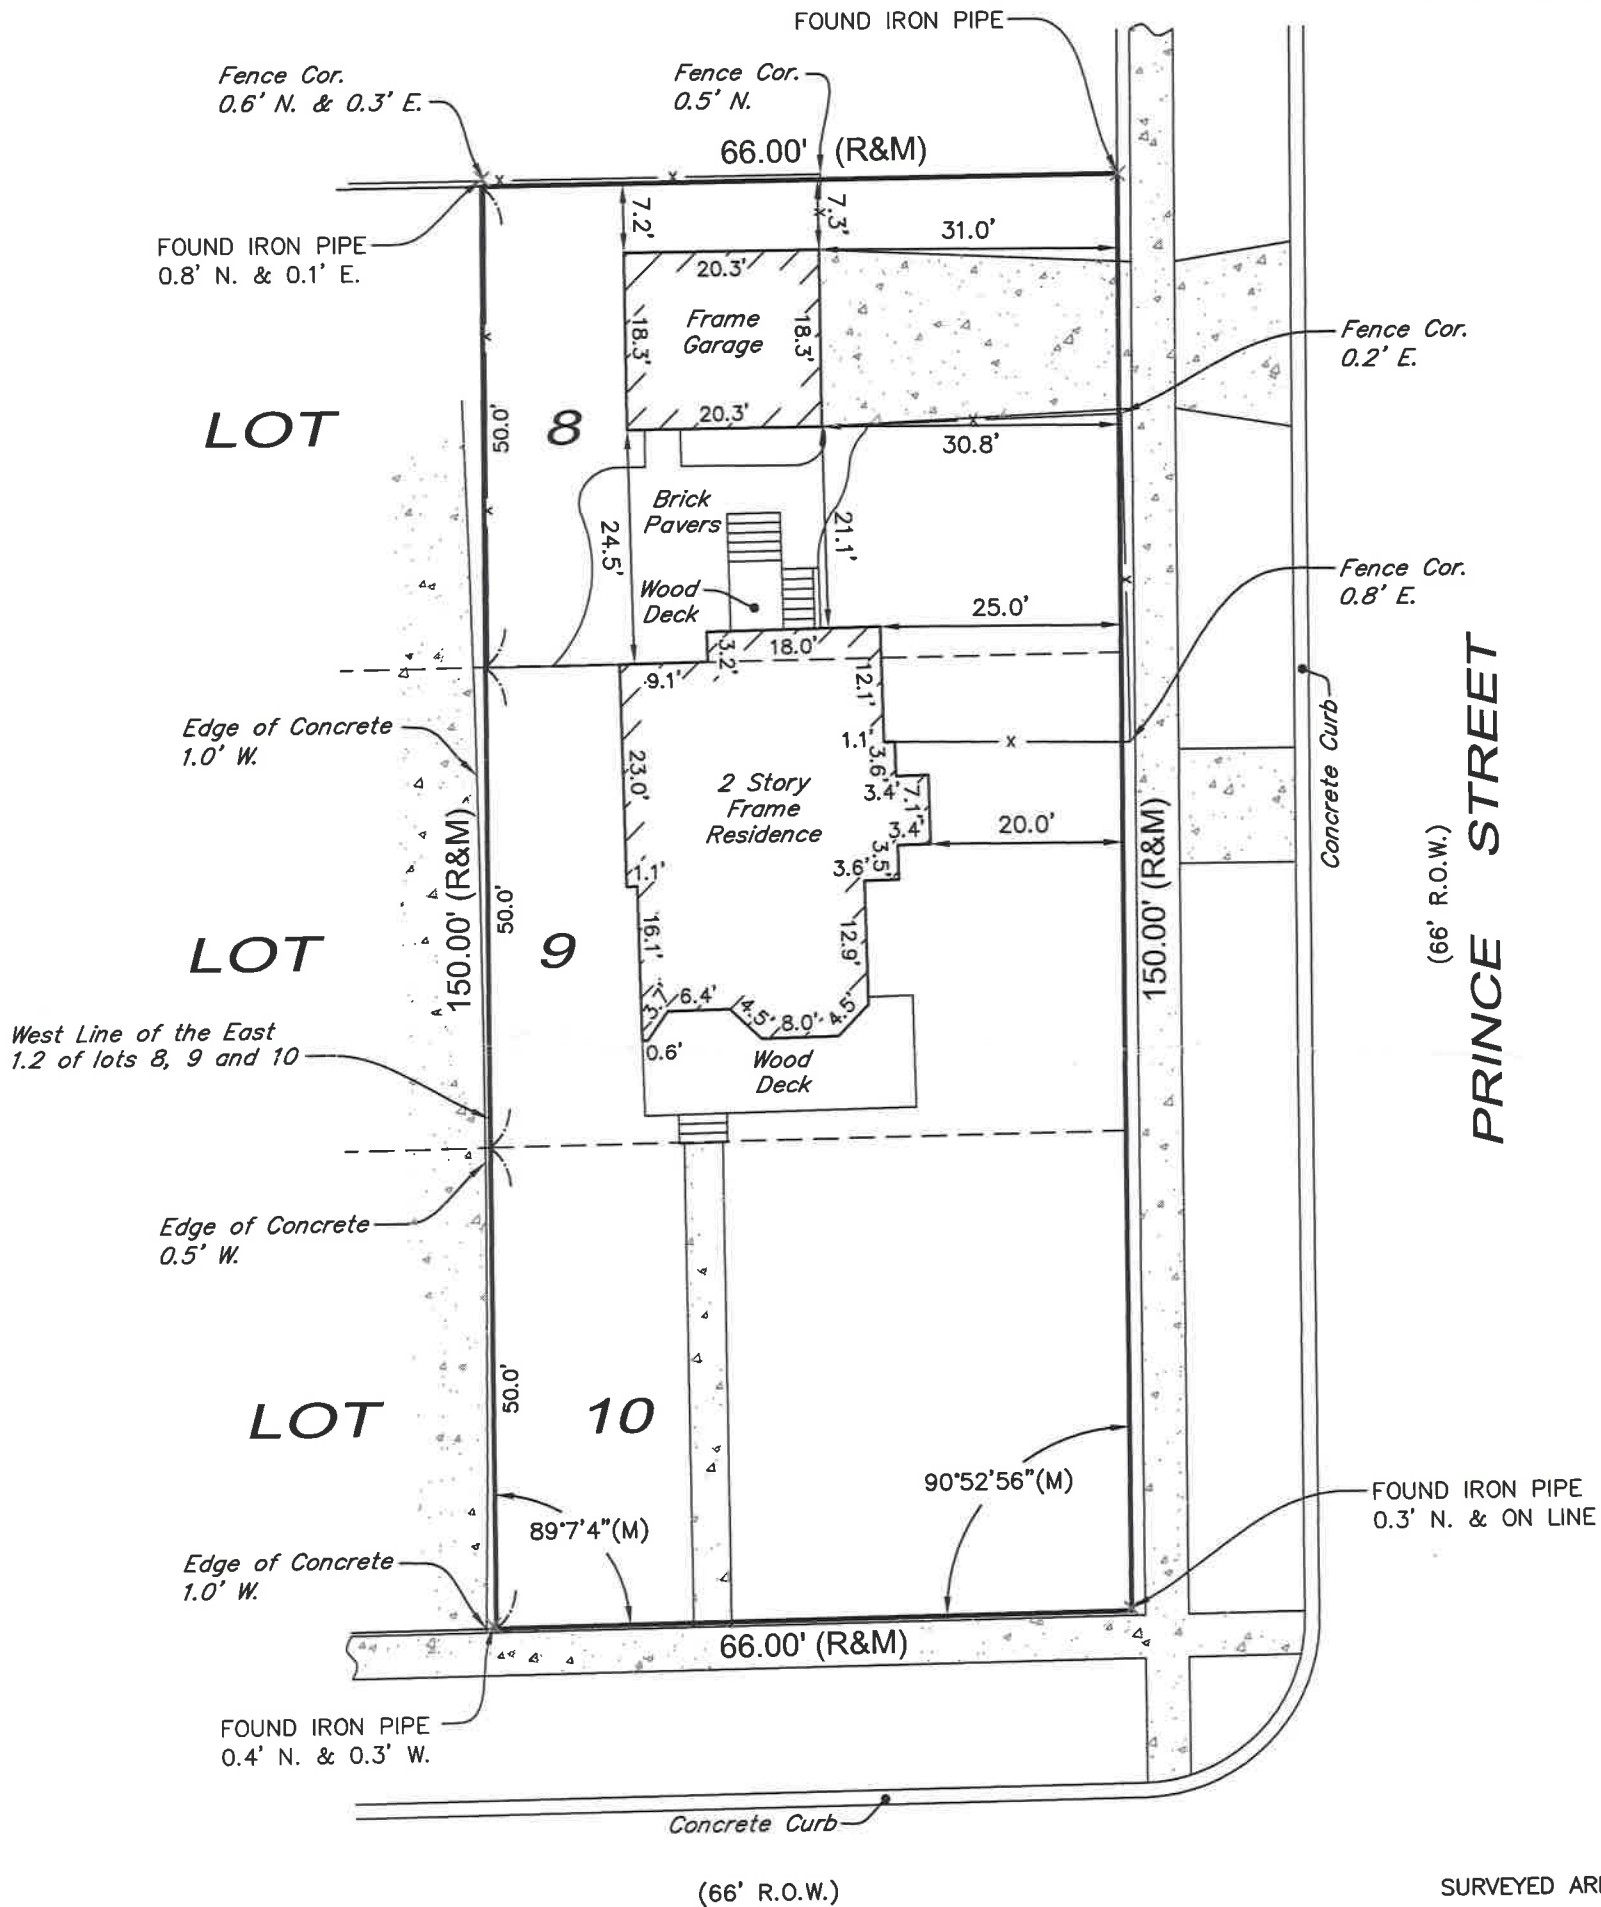 FOUND IRON PIPE
Fence Cor.
0.6' N. & 0.3' E.
Fence Cor.
0.5' N.
66.00' (R&M)
FOUND IRON PIPE
0.8' N. & 0.1' E.
7.2'
7.3'
31.0'
20.3'
Frame
Garage
18.3'
18.3'
20.3'
Fence Cor.
0.2' E.
LOT
8
50.0'
30.8'
Brick
Pavers
24.5'
21.1'
Wood
Deck
Fence Cor.
0.8' E.
25.0'
18.0'
3.2'
9.1'
12.1'
Edge of Concrete
1.0' W.
1.1'
3.6'
3.4'
7.1'
3.4'
3.5'
3.6'
23.0'
2 Story
Frame
Residence
20.0'
Concrete Curb
PRINCE STREET
(66' R.O.W.)
150.00' (R&M)
150.00' (R&M)
1.1'
LOT
9
50.0'
16.1'
12.9'
3.7'
6.4'
4.5'
8.0'
4.5'
0.6'
Wood
Deck
West Line of the East
1.2 of lots 8, 9 and 10
Edge of Concrete
0.5' W.
LOT
10
50.0'
90°52'56"(M)
89°7'4"(M)
FOUND IRON PIPE
0.3' N. & ON LINE
Edge of Concrete
1.0' W.
66.00' (R&M)
FOUND IRON PIPE
0.4' N. & 0.3' W.
Concrete Curb
(66' R.O.W.)
SURVEYED